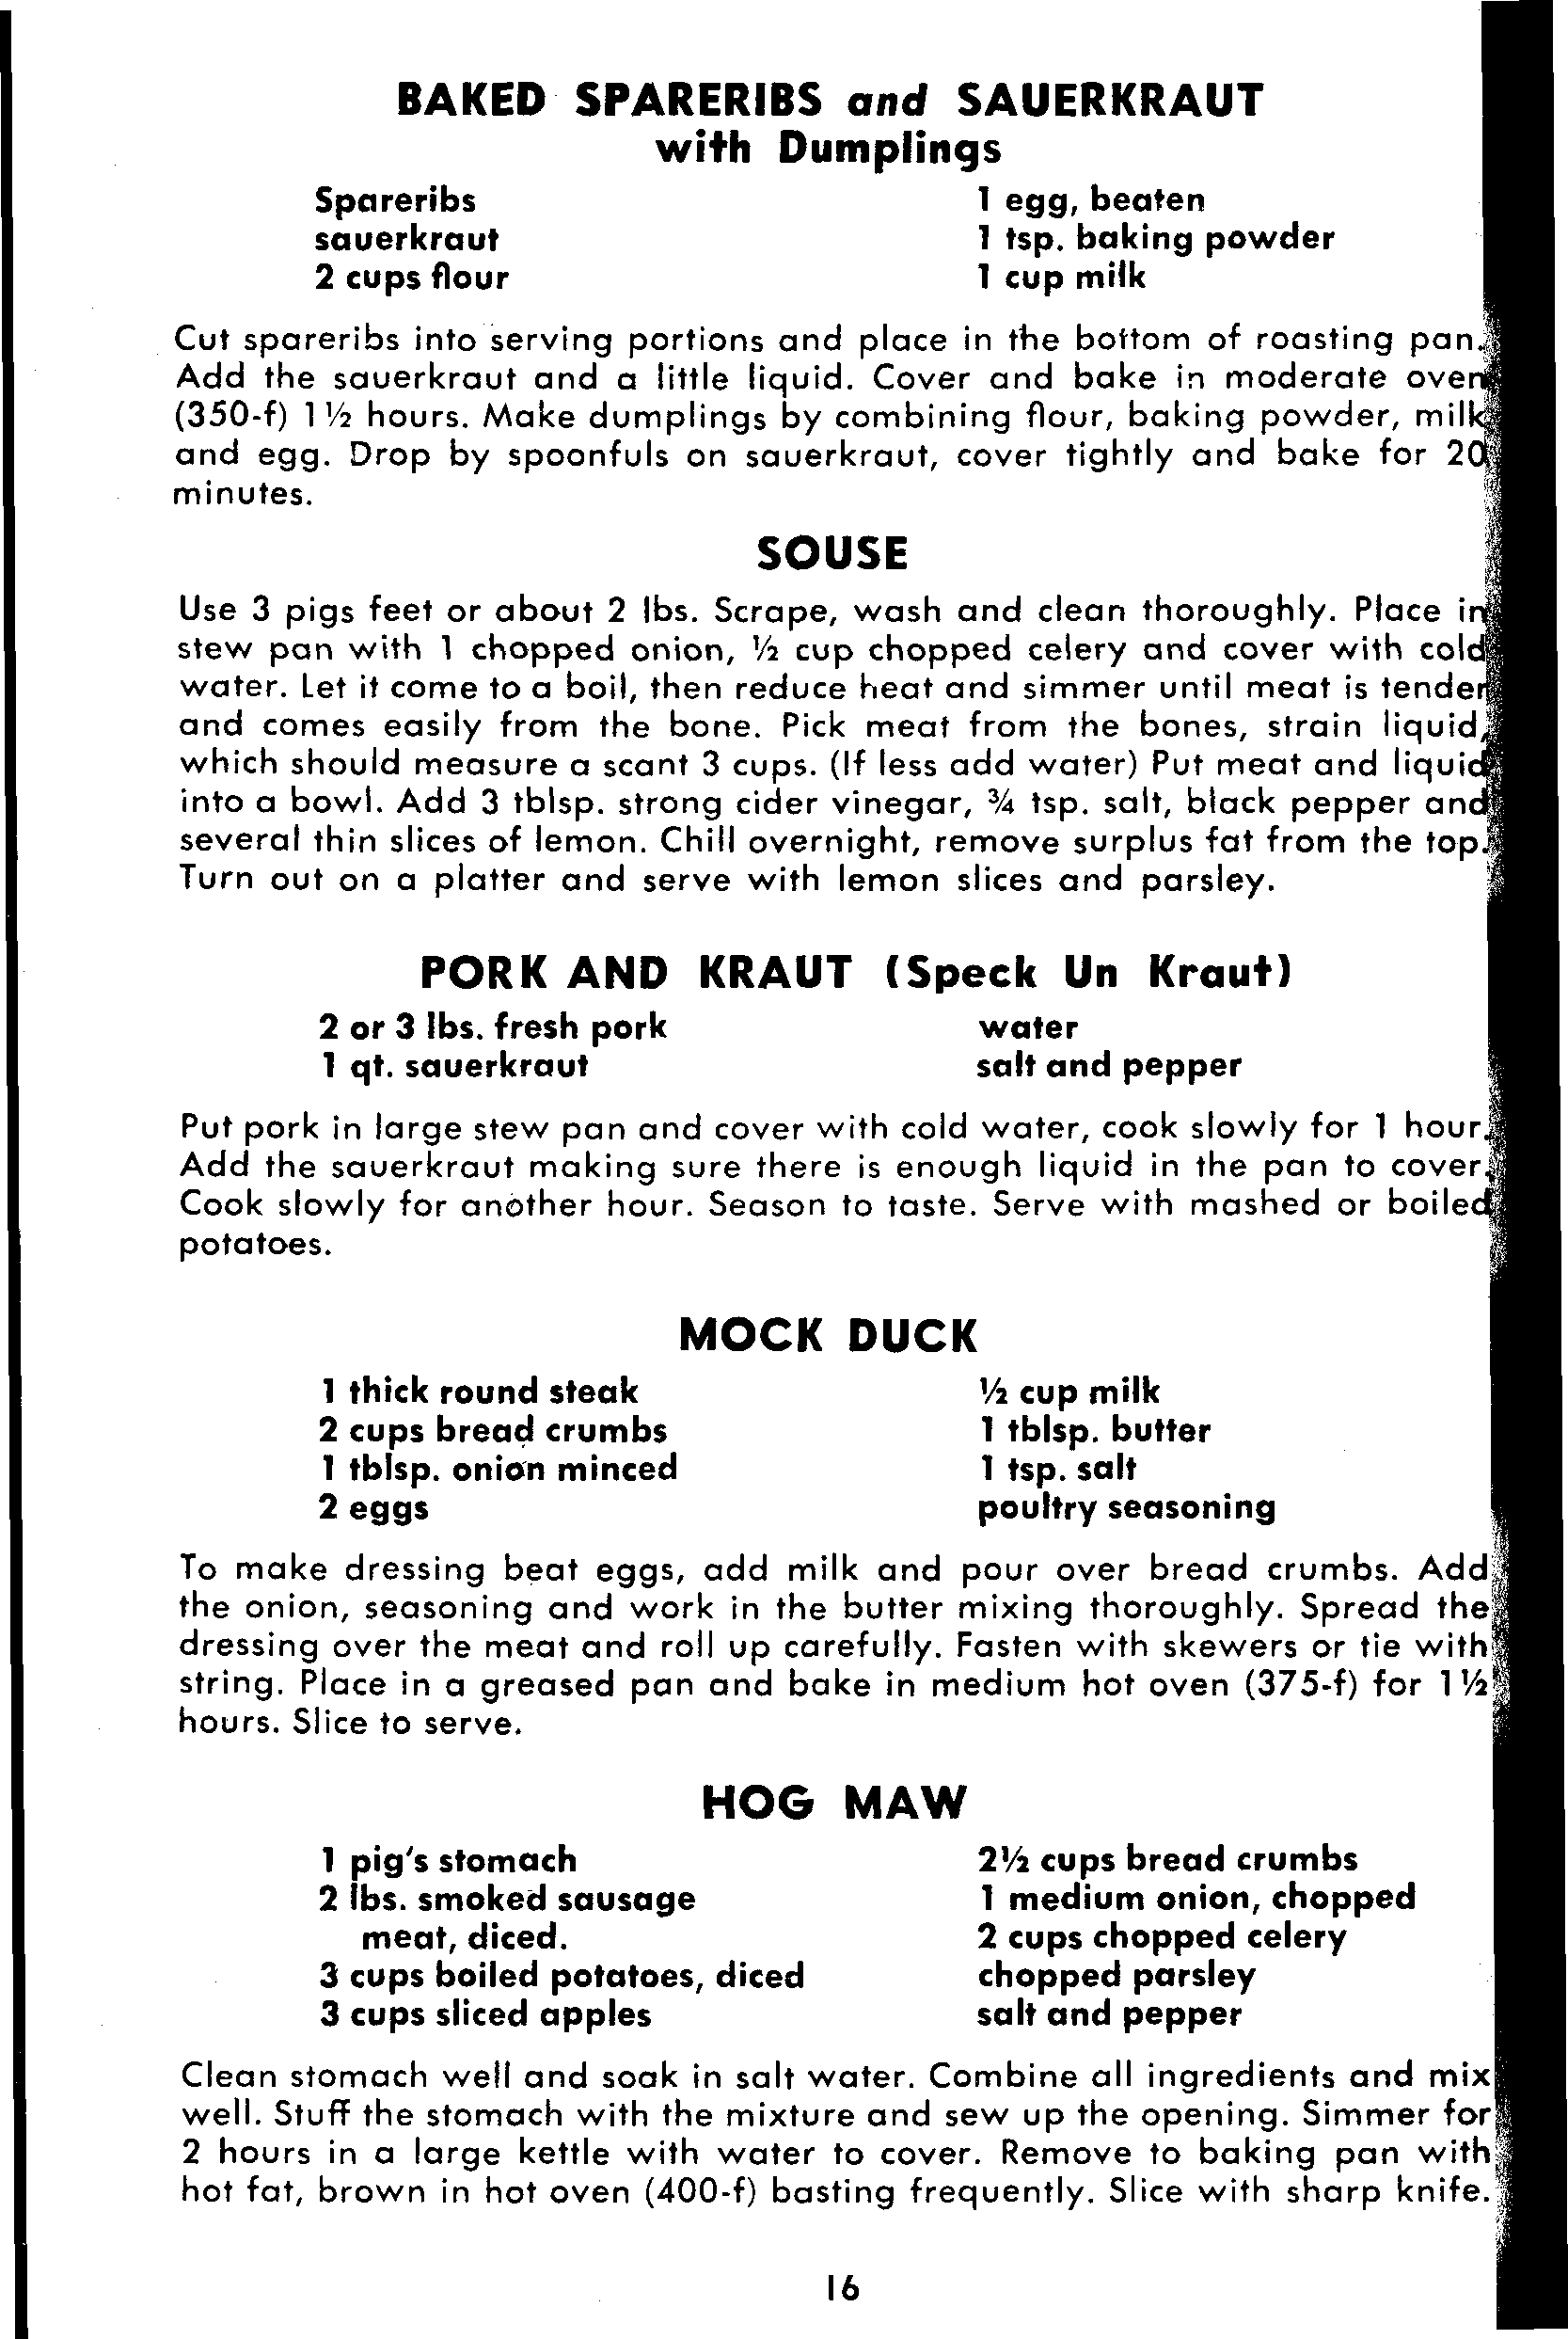 BAKED SPARERIBS and SAUERKRAUT
with Dumplings
Spareribs
sauerkraut
2 cups flour
1 egg, beaten
1 tsp. baking powder
1 cup milk
Cut spareribs into serving portions and place in the bottom of roasting pan.
Add the sauerkraut and a little liquid. Cover and bake in moderate oven
(350-f) 1½ hours. Make dumplings by combining flour, baking powder, milk
and egg. Drop by spoonfuls on sauerkraut, cover tightly and bake for 20
minutes.
SOUSE
Use 3 pigs feet or about 2 lbs. Scrape, wash and clean thoroughly. Place in
stew pan with 1 chopped onion, ½ cup chopped celery and cover with cold
water. Let it come to a boil, then reduce heat and simmer until meat is tender
and comes easily from the bone. Pick meat from the bones, strain liquid,
which should measure a scant 3 cups. (If less add water) Put meat and liquid
into a bowl. Add 3 tblsp. strong cider vinegar, ¾ tsp. salt, black pepper and
several thin slices of lemon. Chill overnight, remove surplus fat from the top.
Turn out on a platter and serve with lemon slices and parsley.
PORK AND KRAUT (Speck Un Kraut)
2 or 3 lbs. fresh pork
1 qt. sauerkraut
water
salt and pepper
Put pork in large stew pan and cover with cold water, cook slowly for 1 hour.
Add the sauerkraut making sure there is enough liquid in the pan to cover.
Cook slowly for another hour. Season to taste. Serve with mashed or boiled
potatoes.
MOCK DUCK
1 thick round steak
2 cups bread crumbs
1 tblsp. onion minced
2 eggs
½ cup milk
1 tblsp. butter
1 tsp. salt
poultry seasoning
To make dressing beat eggs, add milk and pour over bread crumbs. Add
the onion, seasoning and work in the butter mixing thoroughly. Spread the
dressing over the meat and roll up carefully. Fasten with skewers or tie with
string. Place in a greased pan and bake in medium hot oven (375-f) for 1½
hours. Slice to serve.
HOG MAW
1 pig's stomach
2 lbs. smoked sausage
meat, diced.
3 cups boiled potatoes, diced
3 cups sliced apples
2½ cups bread crumbs
1 medium onion, chopped
2 cups chopped celery
chopped parsley
salt and pepper
Clean stomach well and soak in salt water. Combine all ingredients and mix
well. Stuff the stomach with the mixture and sew up the opening. Simmer for
2 hours in a large kettle with water to cover. Remove to baking pan with
hot fat, brown in hot oven (400-f) basting frequently. Slice with sharp knife.
16